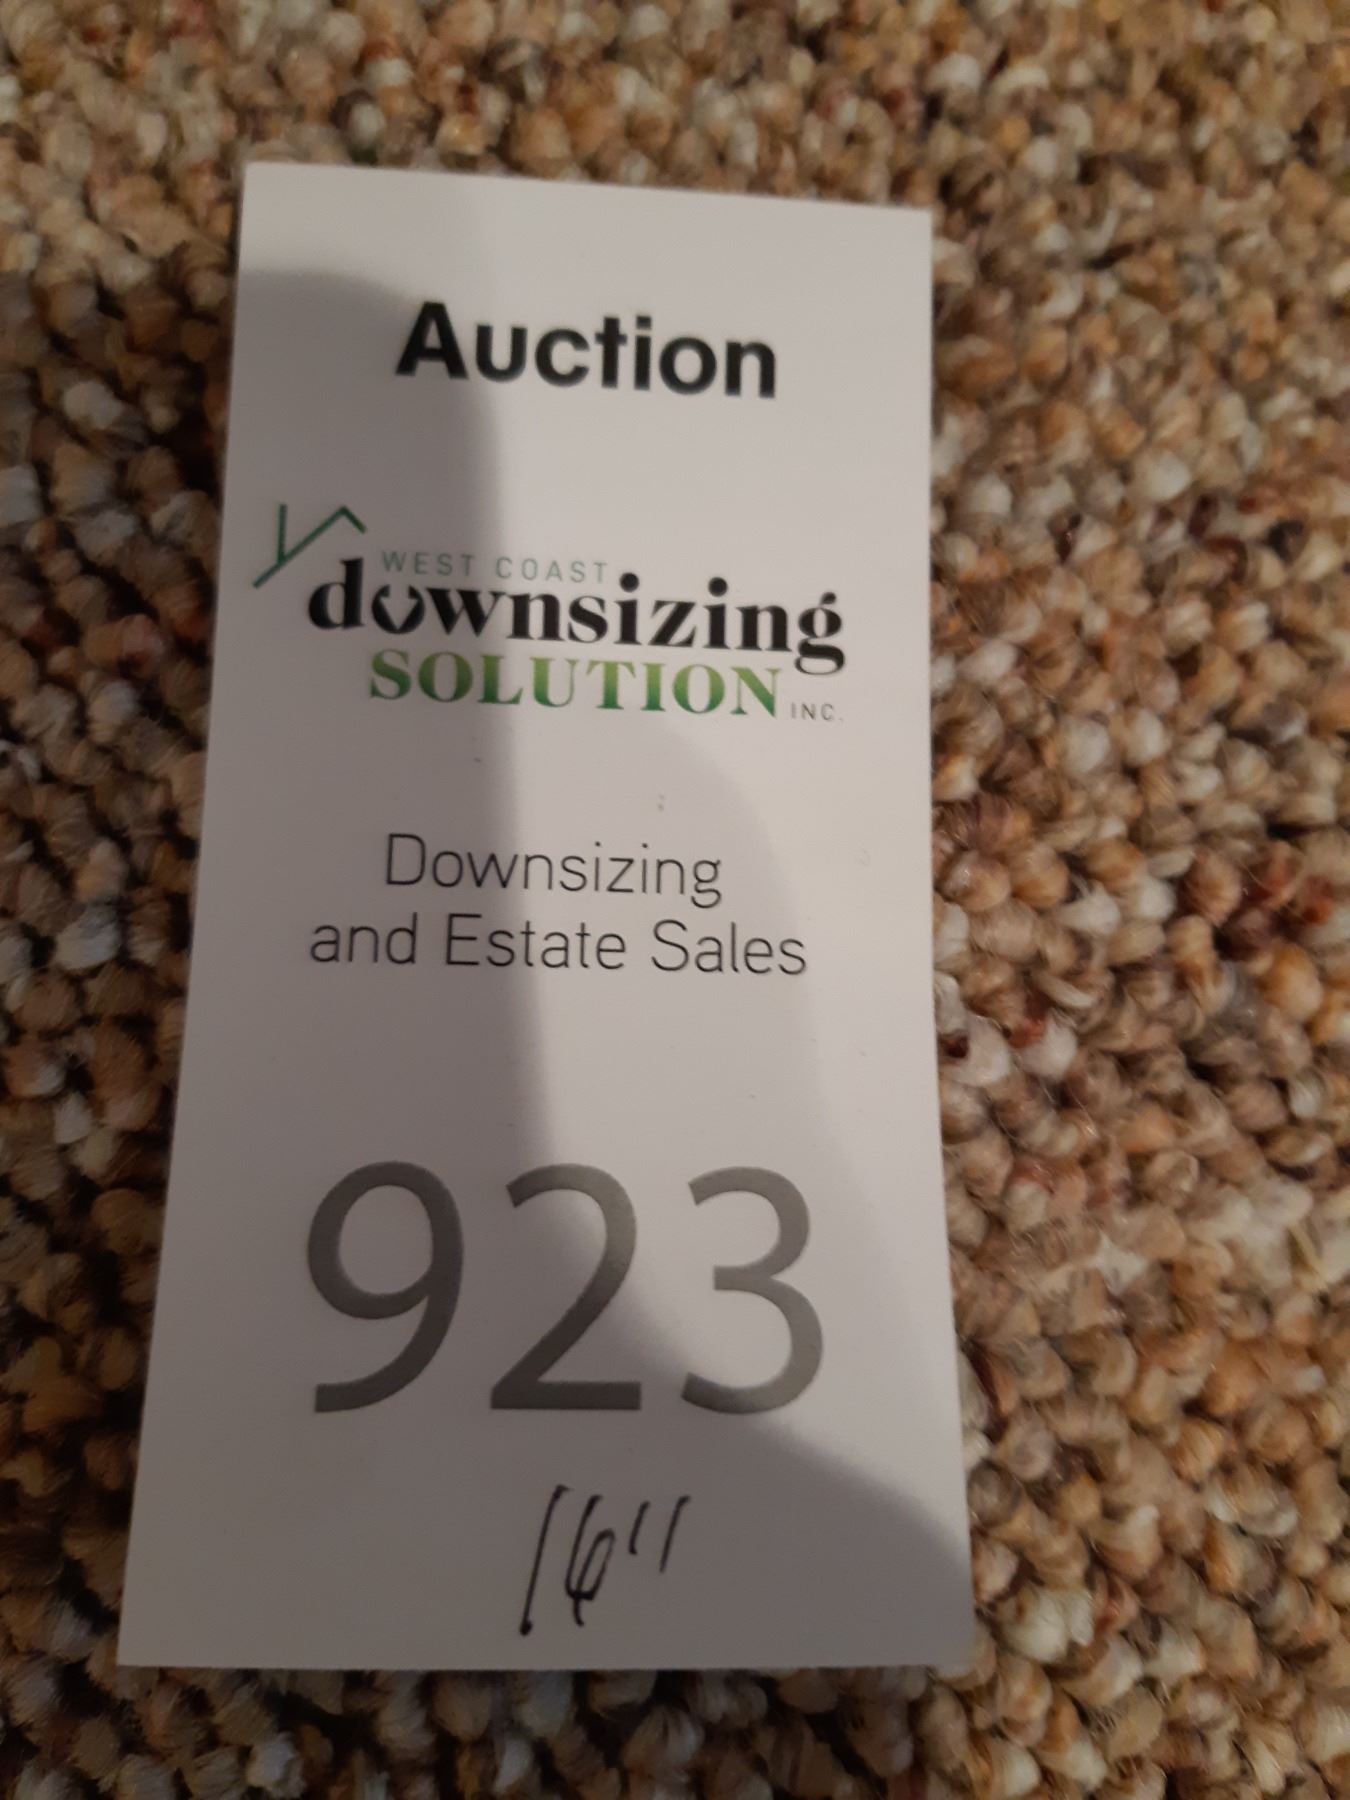 Auction
WEST COAST
downsizing
SOLUTION INC.
Downsizing
and Estate Sales
923
16"